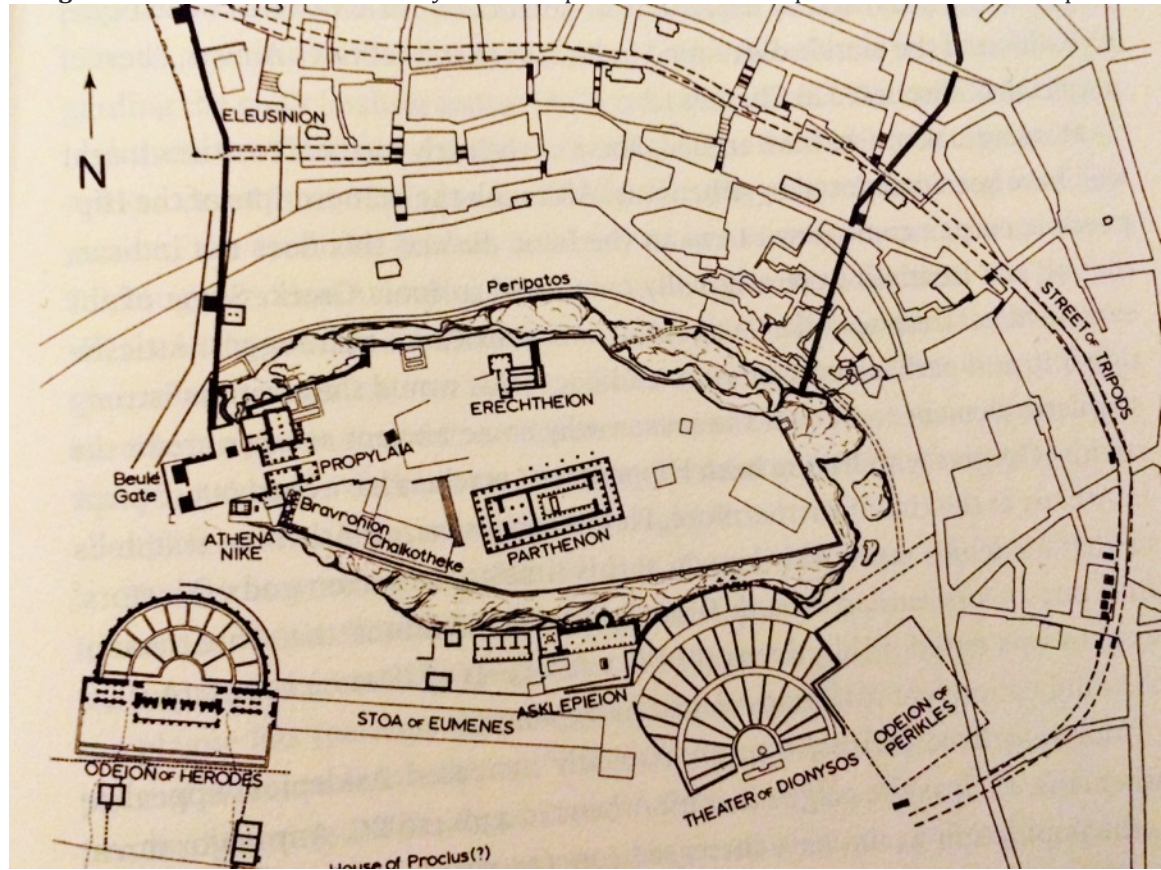 N
ELEUSINION
Peripatos
STREET OF TRIPODS
ERECHTHEION
PROPYLAIA
Beulé
Gate
Bravronion
Chalkotheke
ATHENA
NIKE
PARTHENON
ASKLEPIEION
STOA OF EUMENES
ODEION OF
PERIKLES
ODEION OF HERODES
THEATER OF DIONYSOS
House of Proclus(?)